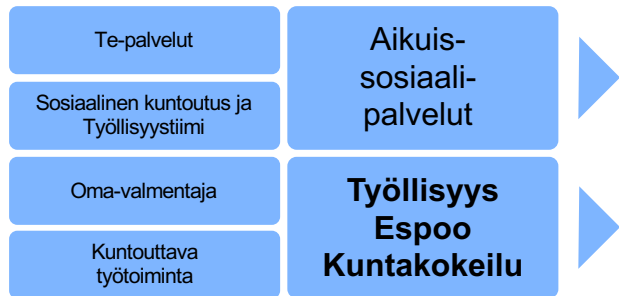 Te-palvelut
Sosiaalinen kuntoutus ja
Työllisyystiimi
Aikuis-
sosiaali-
palvelut
Oma-valmentaja
Kuntouttava
työtoiminta
Työllisyys
Espoo
Kuntakokeilu